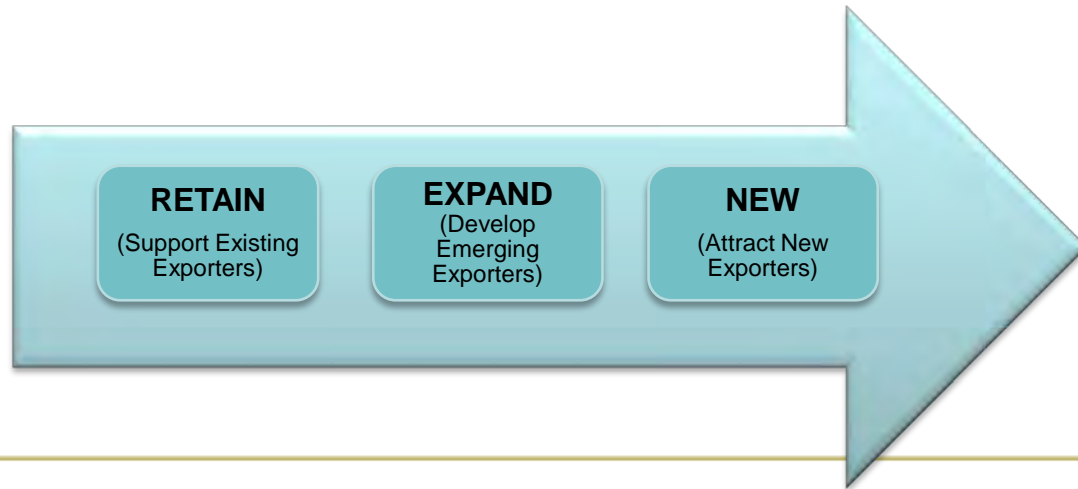 RETAIN
(Support Existing
Exporters)
EXPAND
(Develop
Emerging
Exporters)
NEW
(Attract New
Exporters)